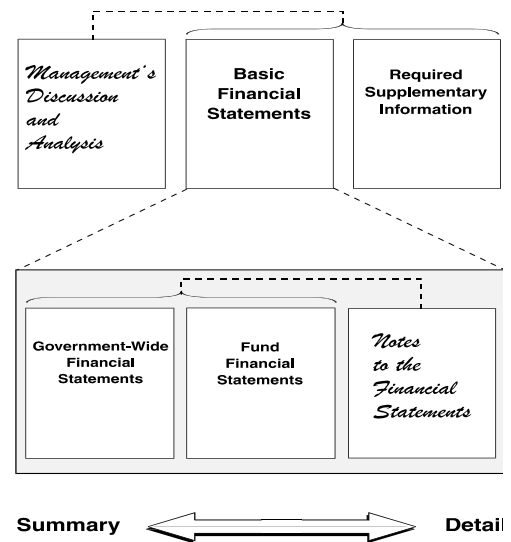 Management's
Discussion
and
Analysis
Basic
Financial
Statements
Required
Supplementary
Information
Government-Wide
Financial
Statements
Fund
Financial
Statements
Notes
to the
Financial
Statements
Summary
Detail